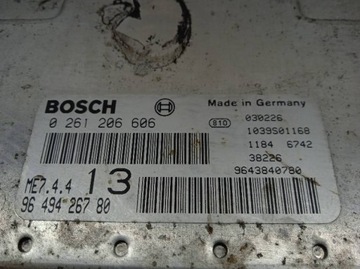 BOSCH
Made in Germany
0 261 206 606
810
030226
1039S01168
1184 6742
38226
9643840780
ME7.4.4
13
96 494 267 80